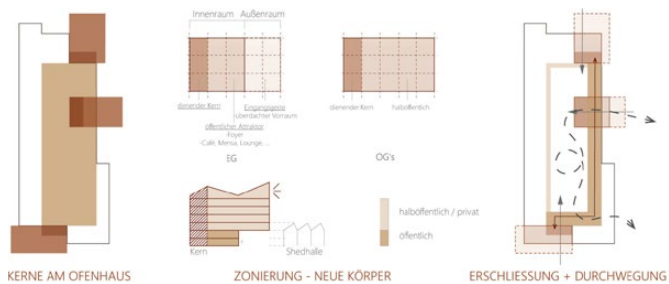 Innenraum Außenraum
dienender Kern
Eingangsgeste
-überdachter Vorraum
öffentlicher Attraktor
-Foyer
-Café, Mensa, Lounge, ...
EG
dienender Kern halböffentlich
OG's
Kern
Shedhalle
halböffentlich / privat
öffentlich
KERNE AM OFENHAUS
ZONIERUNG - NEUE KÖRPER
ERSCHLIESSUNG + DURCHWEGUNG